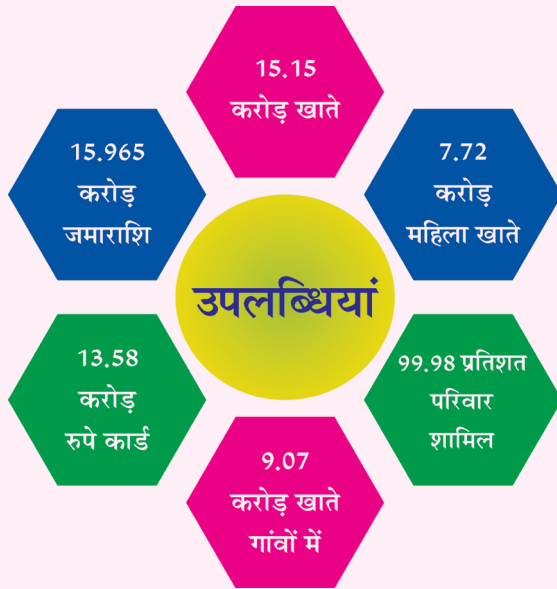 15.15
करोड़ खाते
15.965
करोड़
जमाराशि
7.72
करोड़
महिला खाते
उपलब्धियां
13.58
करोड़
रुपे कार्ड
99.98 प्रतिशत
परिवार
शामिल
9.07
करोड़ खाते
गांवों में